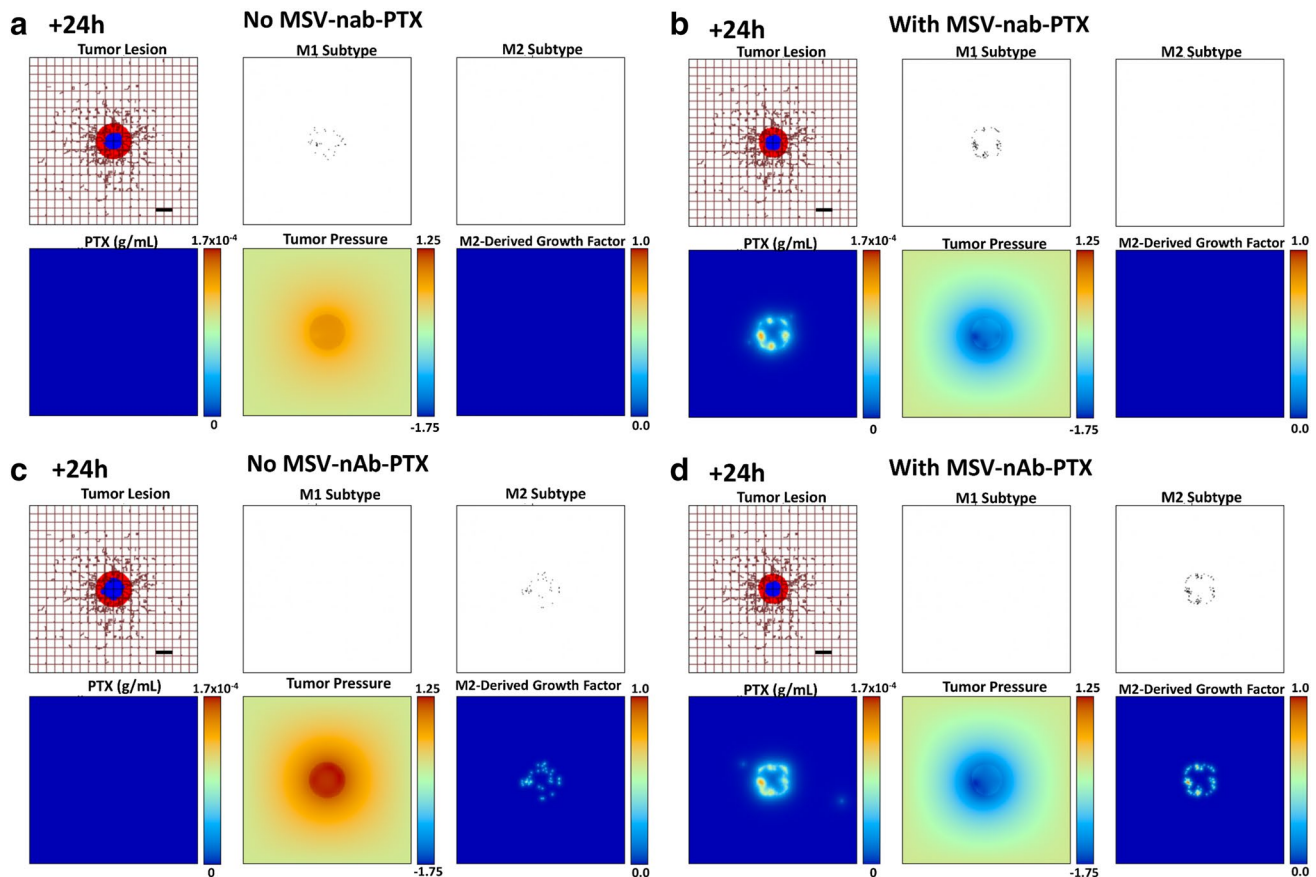 a +24h No MSV-nab-PTX
Tumor Lesion M1 Subtype M2 Subtype
PTX (g/mL) 1.7x10⁻⁴ Tumor Pressure 1.25 M2-Derived Growth Factor 1.0
0 -1.75 0.0
b +24h With MSV-nab-PTX
Tumor Lesion M1 Subtype M2 Subtype
PTX (g/mL) 1.7x10⁻⁴ Tumor Pressure 1.25 M2-Derived Growth Factor 1.0
0 -1.75 0.0
c +24h No MSV-nAb-PTX
Tumor Lesion M1 Subtype M2 Subtype
PTX (g/mL) 1.7x10⁻⁴ Tumor Pressure 1.25 M2-Derived Growth Factor 1.0
0 -1.75 0.0
d +24h With MSV-nAb-PTX
Tumor Lesion M1 Subtype M2 Subtype
PTX (g/mL) 1.7x10⁻⁴ Tumor Pressure 1.25 M2-Derived Growth Factor 1.0
0 -1.75 0.0